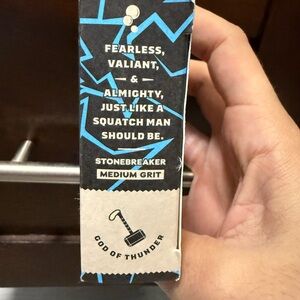 FEARLESS,
VALIANT,
&
ALMIGHTY,
JUST LIKE A
SQUATCH MAN
SHOULD BE.
STONEBREAKER
MEDIUM GRIT
GOD OF THUNDER